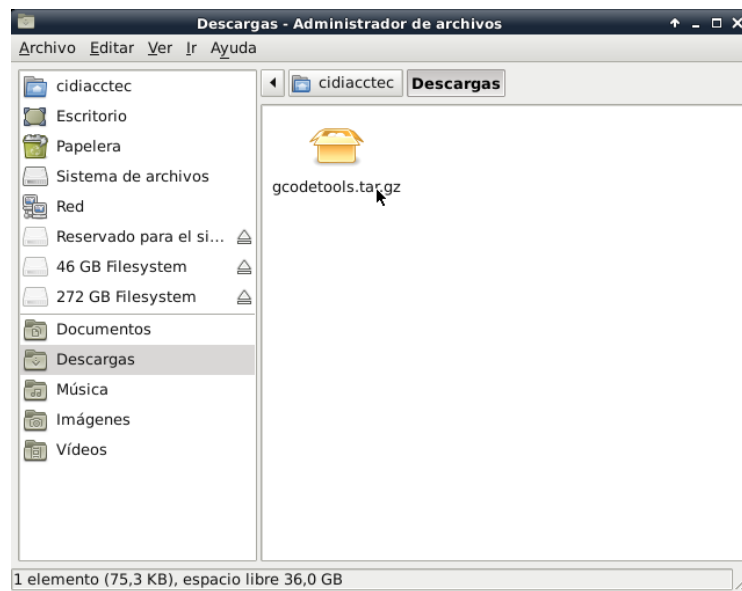 Descargas - Administrador de archivos
Archivo Editar Ver Ir Ayuda
cidiacctec
Escritorio
Papelera
Sistema de archivos
Red
Reservado para el si...
46 GB Filesystem
272 GB Filesystem
Documentos
Descargas
Música
Imágenes
Vídeos
cidiacctec Descargas
gcodetools.tar.gz
1 elemento (75,3 KB), espacio libre 36,0 GB